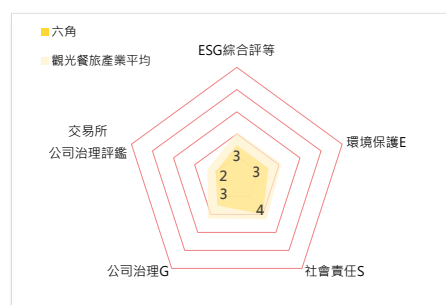 六角
觀光餐旅產業平均
ESG綜合評等
交易所
公司治理評鑑
環境保護E
3
3
2
3
4
公司治理G
社會責任S